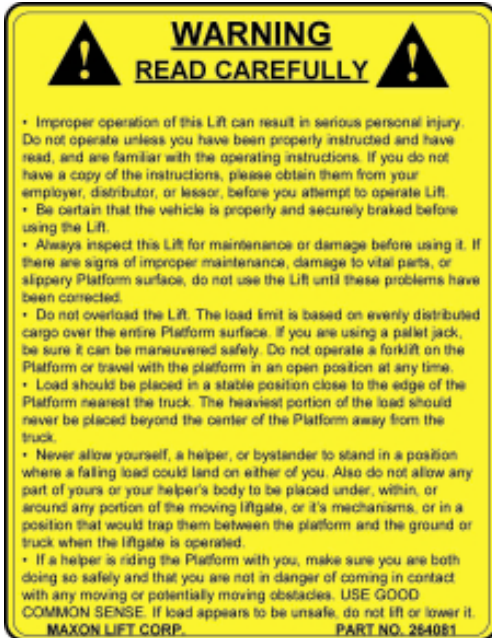 WARNING
READ CAREFULLY
• Improper operation of this Lift can result in serious personal injury.
Do not operate unless you have been properly instructed and have
read, and are familiar with the operating instructions. If you do not
have a copy of the instructions, please obtain them from your
employer, distributor, or lessor, before you attempt to operate Lift.
• Be certain that the vehicle is properly and securely braked before
using the Lift.
• Always inspect this Lift for maintenance or damage before using it. If
there are signs of improper maintenance, damage to vital parts, or
slippery Platform surface, do not use the Lift until these problems have
been corrected.
• Do not overload the Lift. The load limit is based on evenly distributed
cargo over the entire Platform surface. If you are using a pallet jack,
be sure it can be maneuvered safely. Do not operate a forklift on the
Platform or travel with the platform in an open position at any time.
• Load should be placed in a stable position close to the edge of the
Platform nearest the truck. The heaviest portion of the load should
never be placed beyond the center of the Platform away from the
truck.
• Never allow yourself, a helper, or bystander to stand in a position
where a falling load could land on either of you. Also do not allow any
part of yours or your helper's body to be placed under, within, or
around any portion of the moving liftgate, or it's mechanisms, or in a
position that would trap them between the platform and the ground or
truck when the liftgate is operated.
• If a helper is riding the Platform with you, make sure you are both
doing so safely and that you are not in danger of coming in contact
with any moving or potentially moving obstacles. USE GOOD
COMMON SENSE. If load appears to be unsafe, do not lift or lower it.
MAXON LIFT CORP. PART NO. 264081